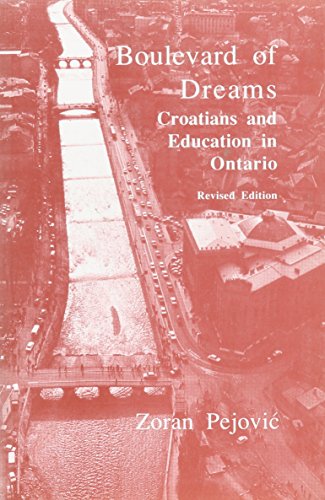 Boulevard of
Dreams
Croatians and
Education in
Ontario
Revised Edition
Zoran Pejović